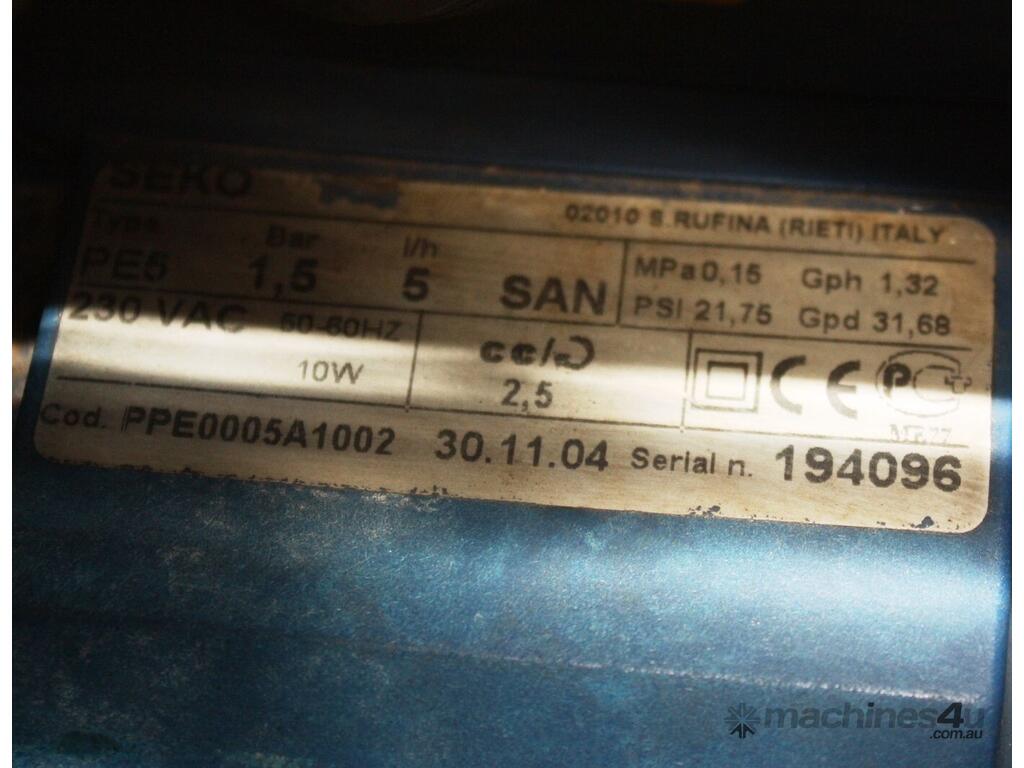 SEKO
02010 S.RUFINA (RIETI) ITALY
Type Bar l/h
PE5 1,5 5 SAN
MPa 0,15 Gph 1,32
PSI 21,75 Gpd 31,68
230 VAC 50-60HZ
10W
cc/
2,5
CE
Cod. PPE0005A1002 30.11.04 Serial n. 194096
machines4u
.com.au